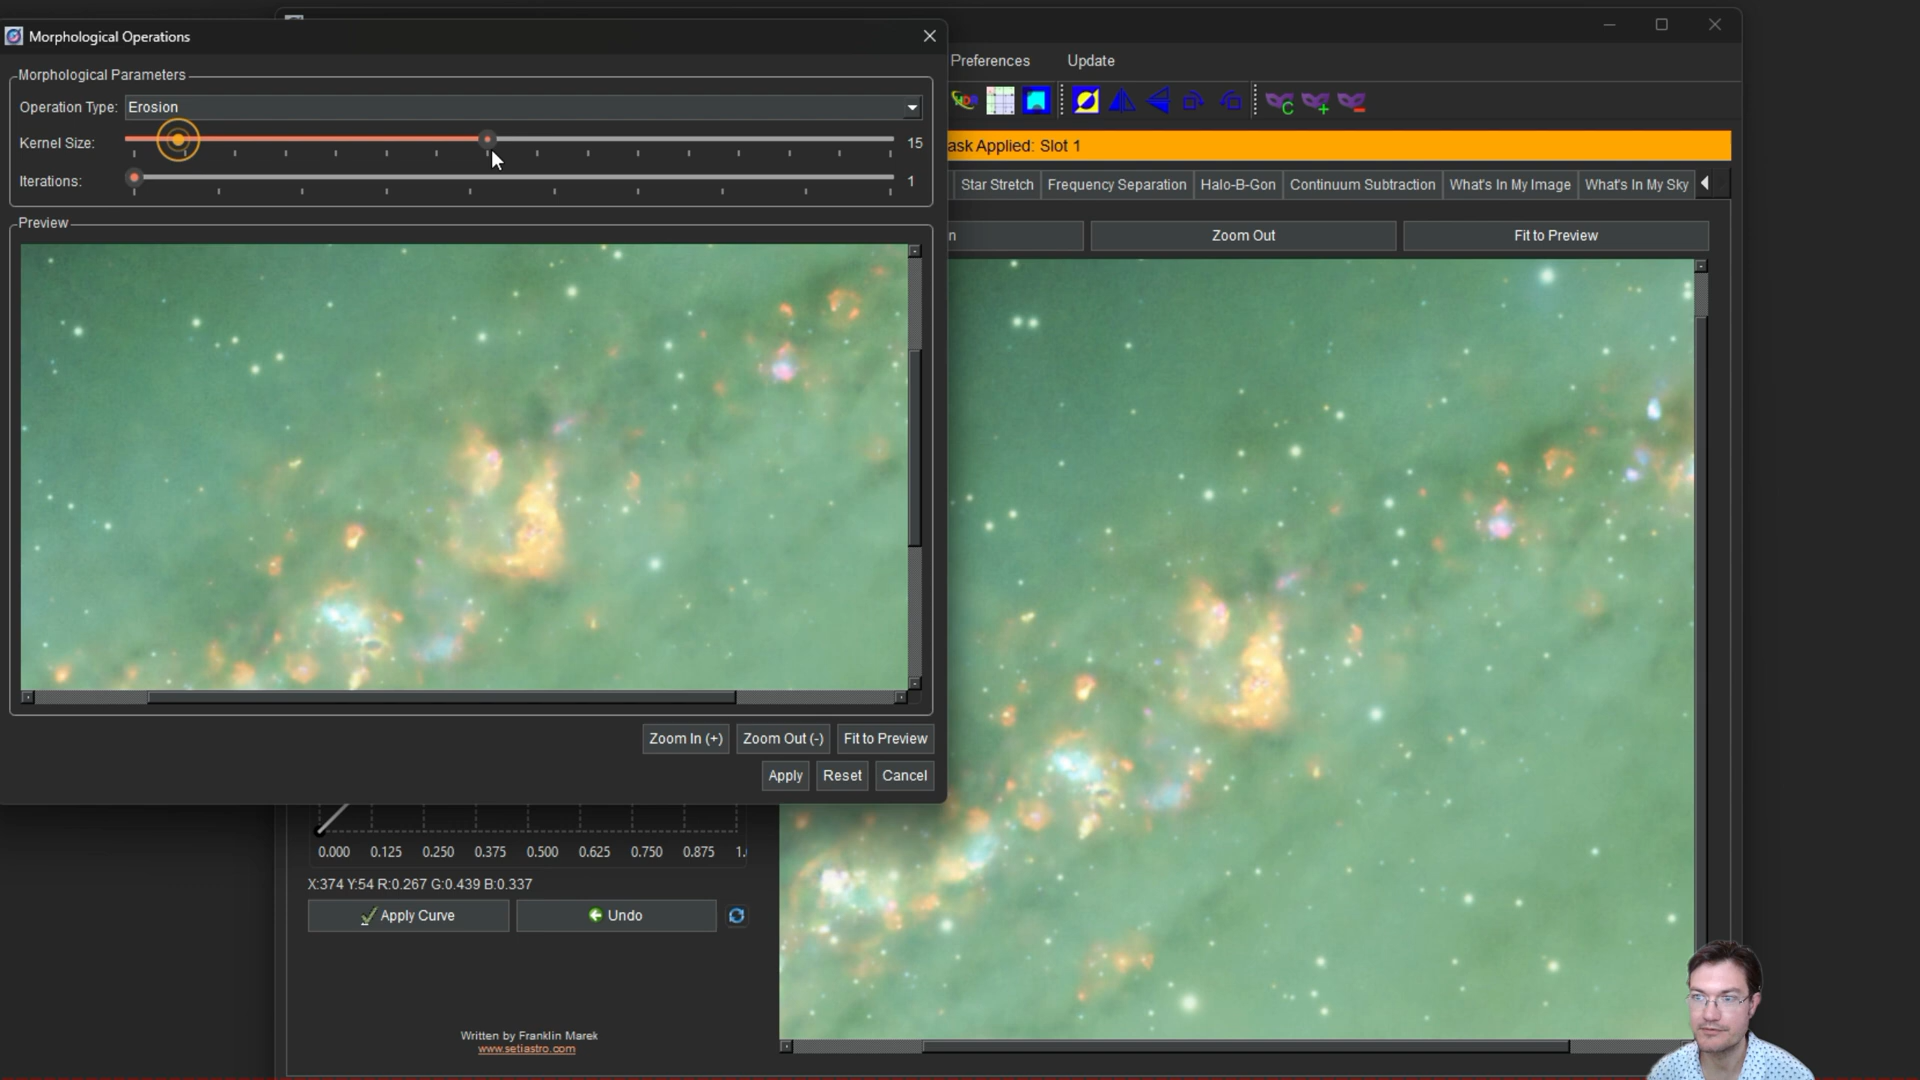 Morphological Operations
Preferences
Update
Morphological Parameters
Operation Type: Erosion
Kernel Size: 15
Iterations: 1
HDR
C
ask Applied: Slot 1
Star Stretch
Frequency Separation
Halo-B-Gon
Continuum Subtraction
What's In My Image
What's In My Sky
Preview
n
Zoom Out
Fit to Preview
Zoom In (+)
Zoom Out (-)
Fit to Preview
Apply
Reset
Cancel
0.000 0.125 0.250 0.375 0.500 0.625 0.750 0.875 1.
X:374 Y:54 R:0.267 G:0.439 B:0.337
Apply Curve
Undo
Written by Franklin Marek
www.setiastro.com